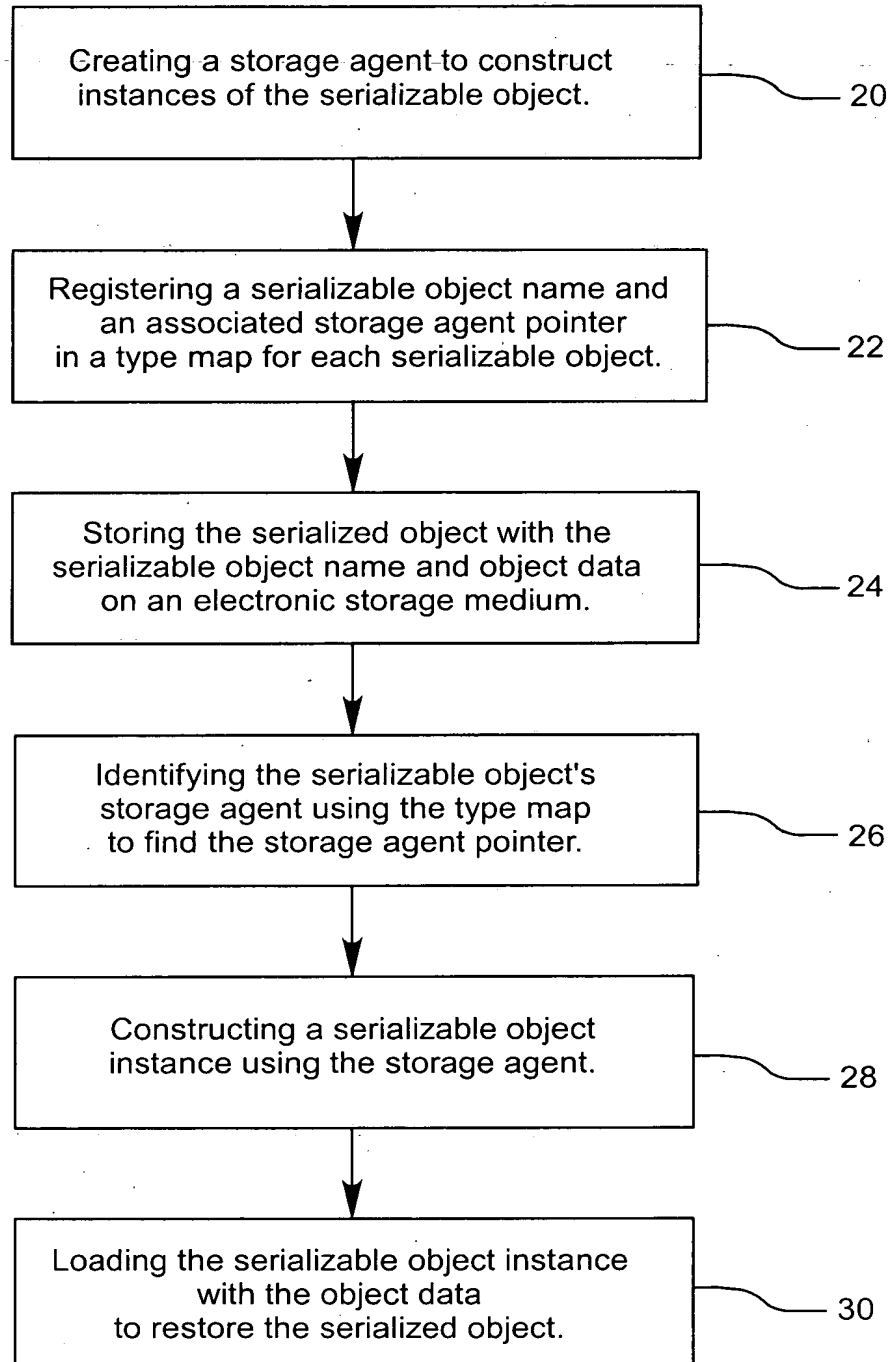 Creating a storage agent to construct
instances of the serializable object.
20
Registering a serializable object name and
an associated storage agent pointer
in a type map for each serializable object.
22
Storing the serialized object with the
serializable object name and object data
on an electronic storage medium.
24
Identifying the serializable object's
storage agent using the type map
to find the storage agent pointer.
26
Constructing a serializable object
instance using the storage agent.
28
Loading the serializable object instance
with the object data
to restore the serialized object.
30